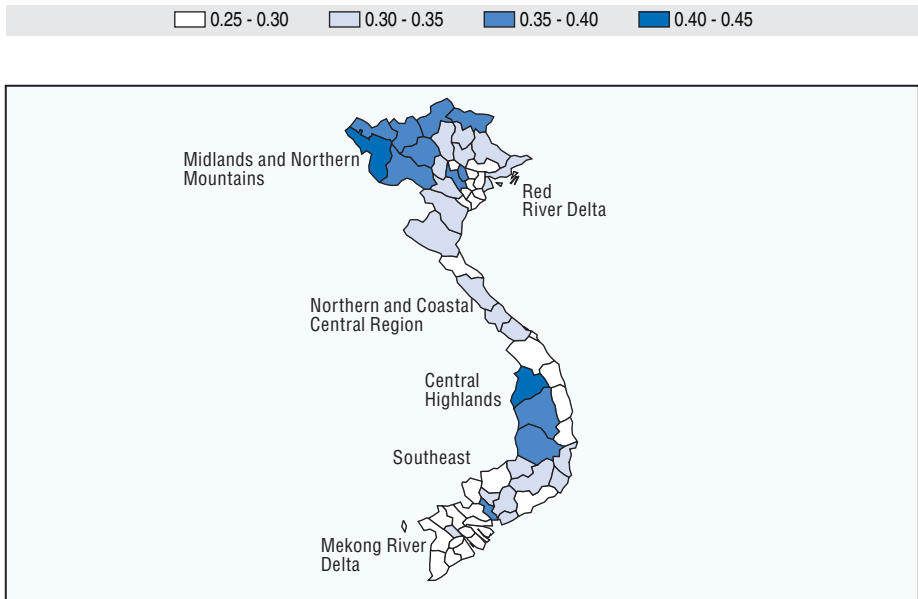 0.25 - 0.30 0.30 - 0.35 0.35 - 0.40 0.40 - 0.45
Midlands and Northern
Mountains
Red
River Delta
Northern and Coastal
Central Region
Central
Highlands
Southeast
Mekong River
Delta